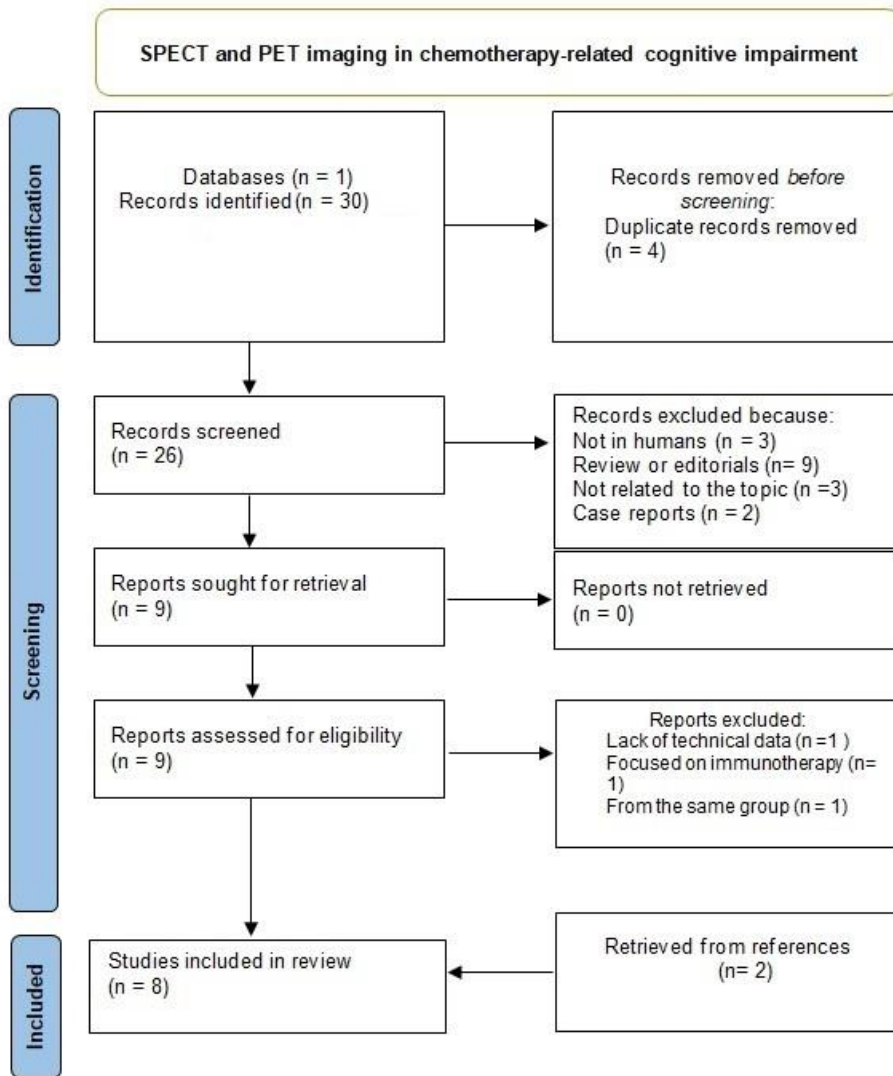 SPECT and PET imaging in chemotherapy-related cognitive impairment
Identification
Databases (n = 1)
Records identified (n = 30)
Records removed before
screening:
Duplicate records removed
(n = 4)
Screening
Records screened
(n = 26)
Records excluded because:
Not in humans (n = 3)
Review or editorials (n= 9)
Not related to the topic (n =3)
Case reports (n = 2)
Reports sought for retrieval
(n = 9)
Reports not retrieved
(n = 0)
Reports assessed for eligibility
(n = 9)
Reports excluded:
Lack of technical data (n =1 )
Focused on immunotherapy (n=
1)
From the same group (n = 1)
Included
Studies included in review
(n = 8)
Retrieved from references
(n= 2)